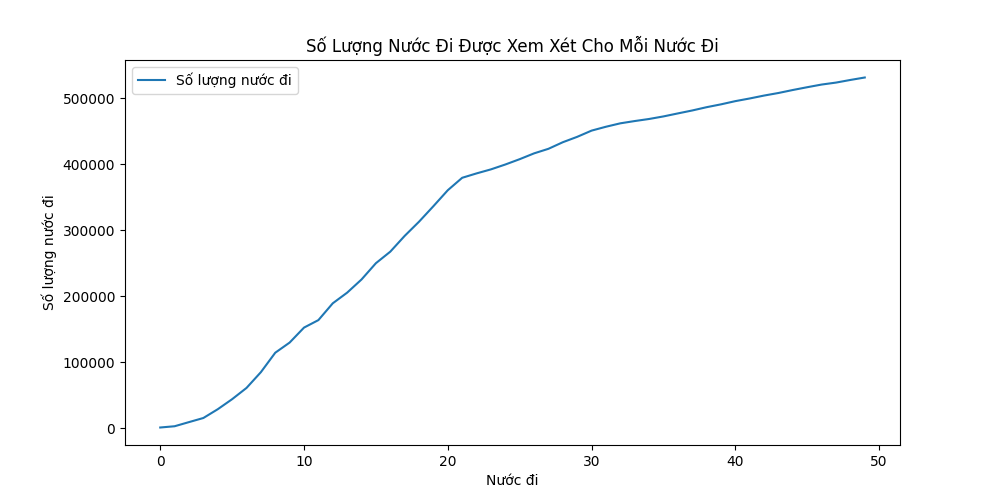 Số Lượng Nước Đi Được Xem Xét Cho Mỗi Nước Đi
Số lượng nước đi
500000
400000
300000
200000
100000
0
Số lượng nước đi
0 10 20 30 40 50
Nước đi